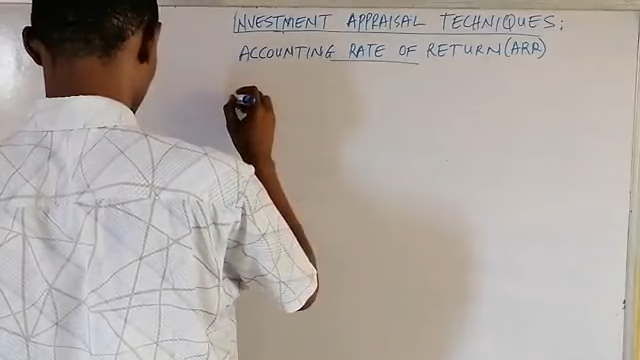 INVESTMENT APPRAISAL TECHNIQUES:
ACCOUNTING RATE OF RETURN (ARR)